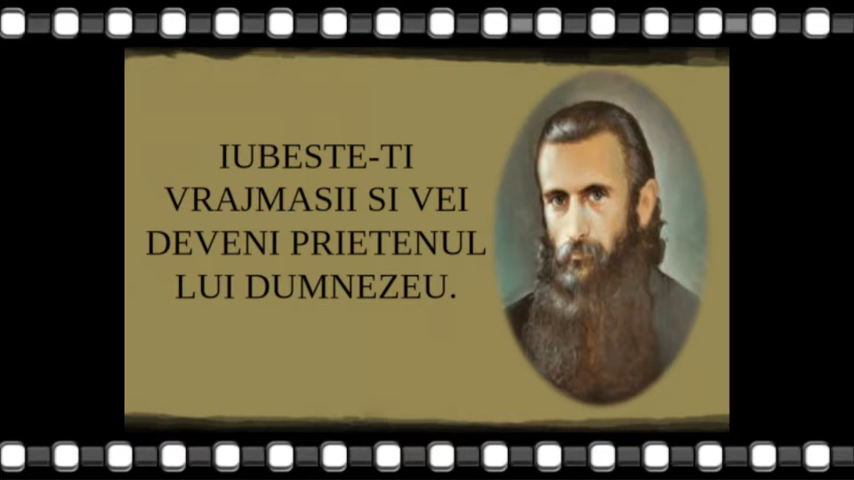 IUBESTE-TI
VRAJMASII SI VEI
DEVENI PRIETENUL
LUI DUMNEZEU.